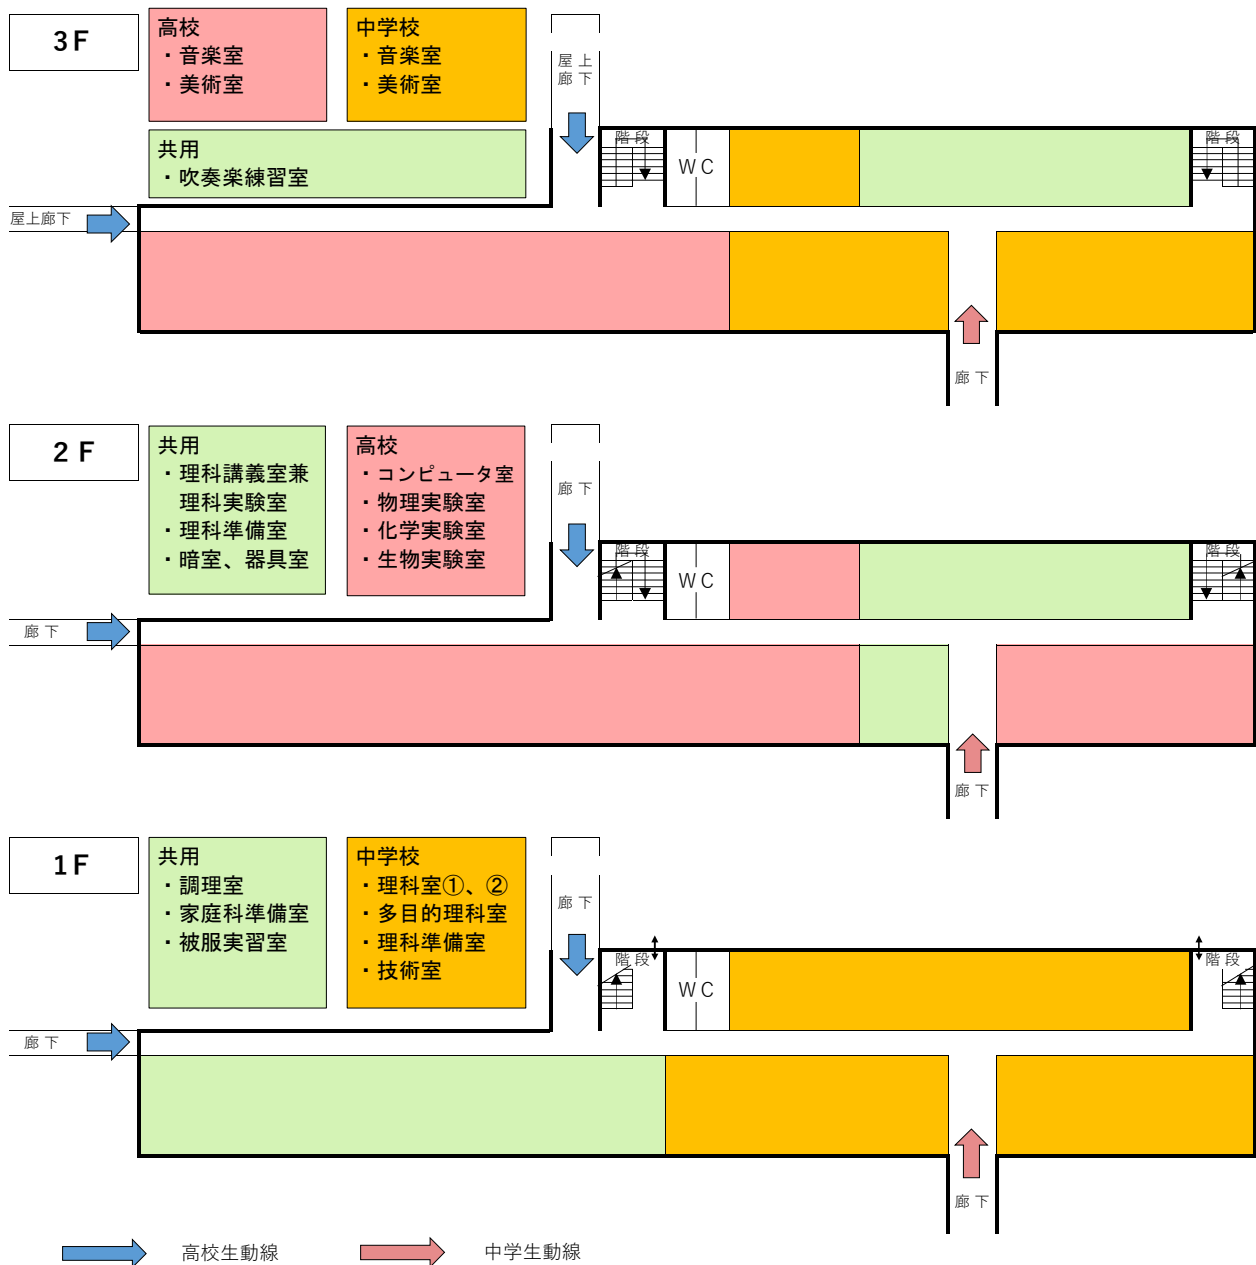 3F
高校
・音楽室
・美術室
中学校
・音楽室
・美術室
共用
・吹奏楽練習室
屋上
廊下
階段
WC
階段
屋上廊下
廊下
2F
共用
・理科講義室兼
理科実験室
・理科準備室
・暗室、器具室
高校
・コンピュータ室
・物理実験室
・化学実験室
・生物実験室
廊下
階段
WC
階段
廊下
廊下
1F
共用
・調理室
・家庭科準備室
・被服実習室
中学校
・理科室①、②
・多目的理科室
・理科準備室
・技術室
廊下
階段
WC
階段
廊下
廊下
高校生動線
中学生動線